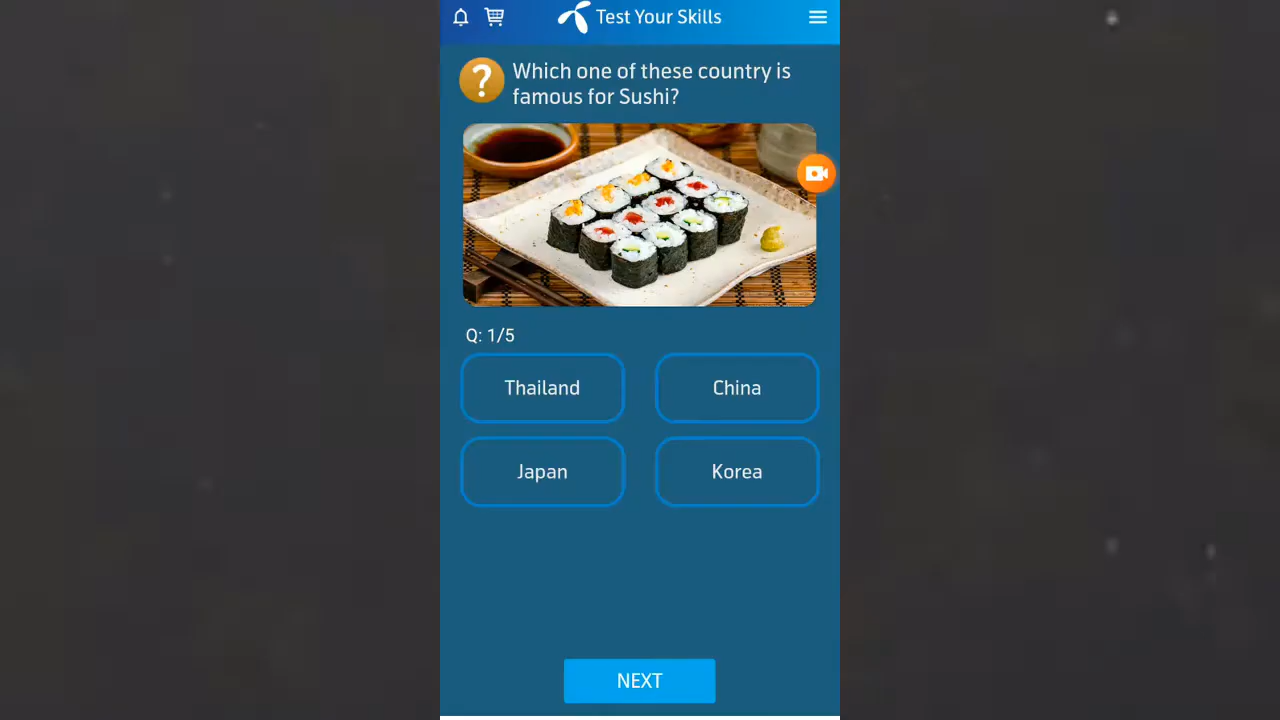 Test Your Skills
?
Which one of these country is
famous for Sushi?
Q: 1/5
Thailand
China
Japan
Korea
NEXT